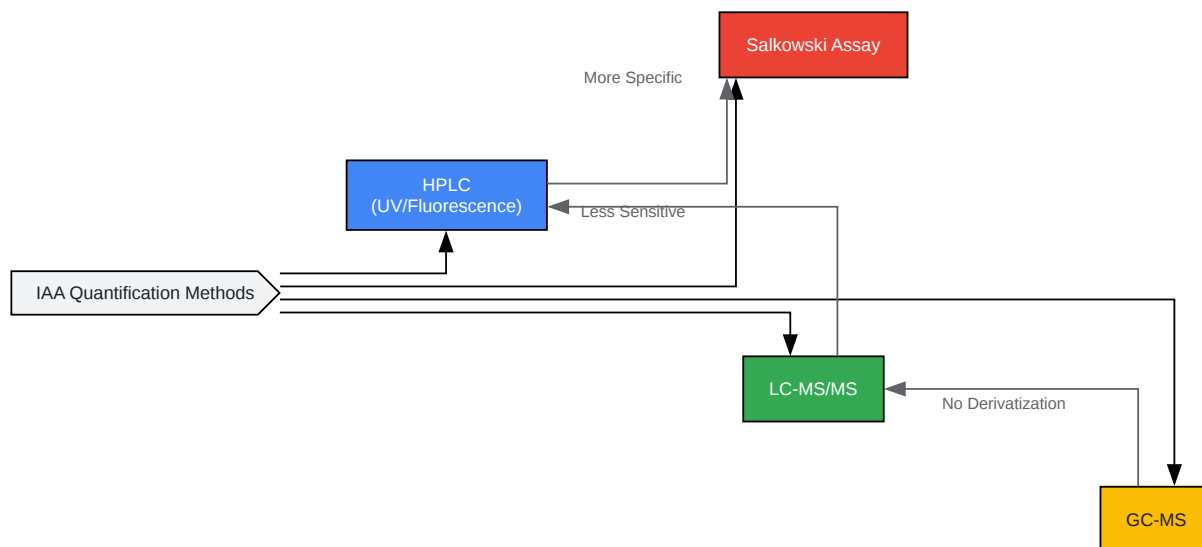 Salkowski Assay
More Specific
HPLC
(UV/Fluorescence)
Less Sensitive
IAA Quantification Methods
LC-MS/MS
No Derivatization
GC-MS